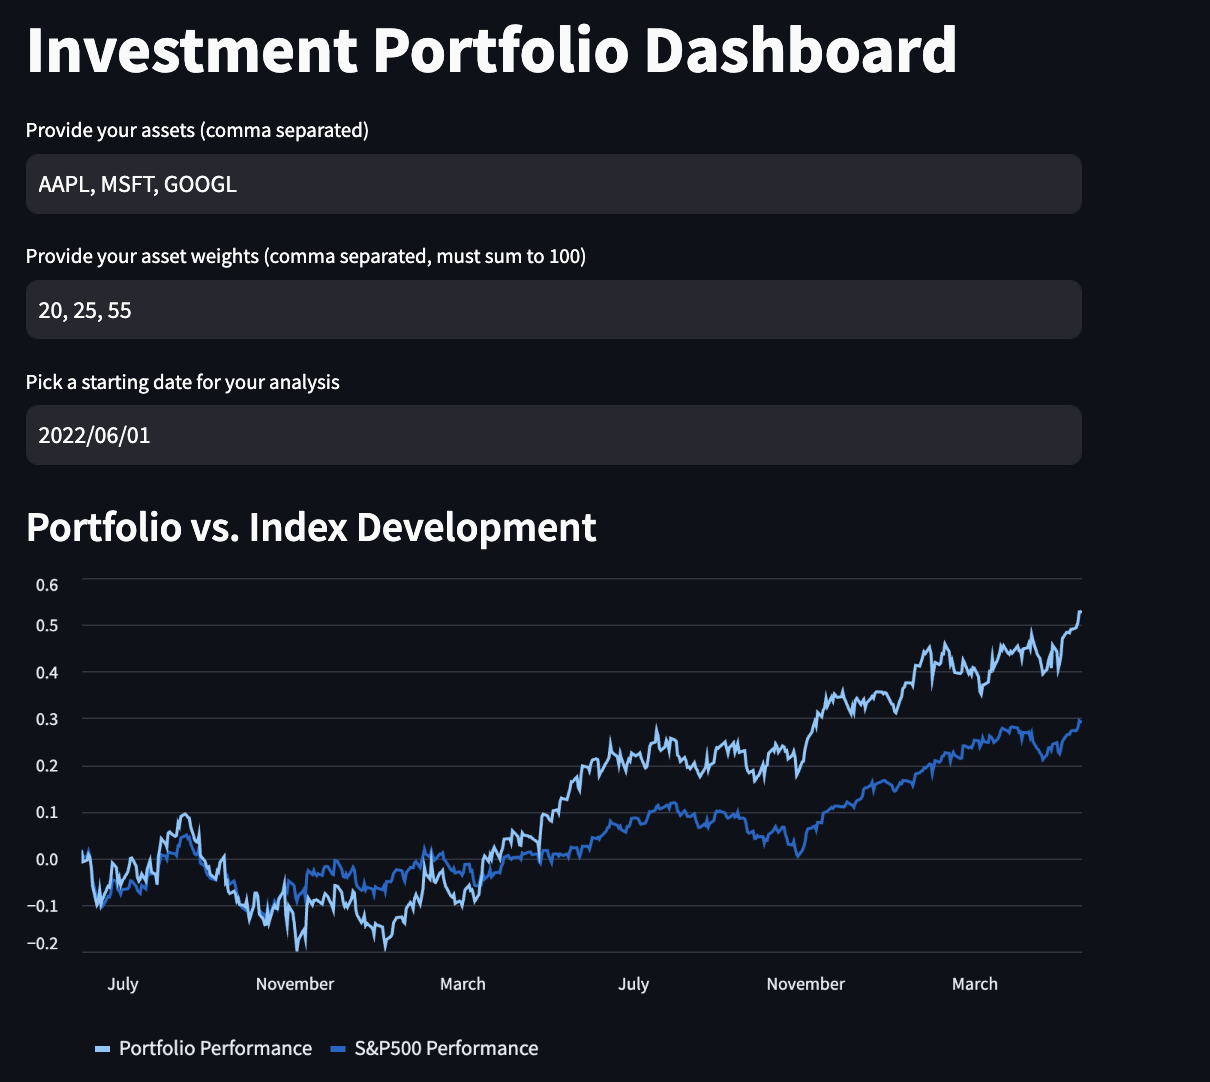 Investment Portfolio Dashboard
Provide your assets (comma separated)
AAPL, MSFT, GOOGL
Provide your asset weights (comma separated, must sum to 100)
20, 25, 55
Pick a starting date for your analysis
2022/06/01
Portfolio vs. Index Development
0.6
0.5
0.4
0.3
0.2
0.1
0.0
−0.1
−0.2
July November March July November March
Portfolio Performance S&P500 Performance